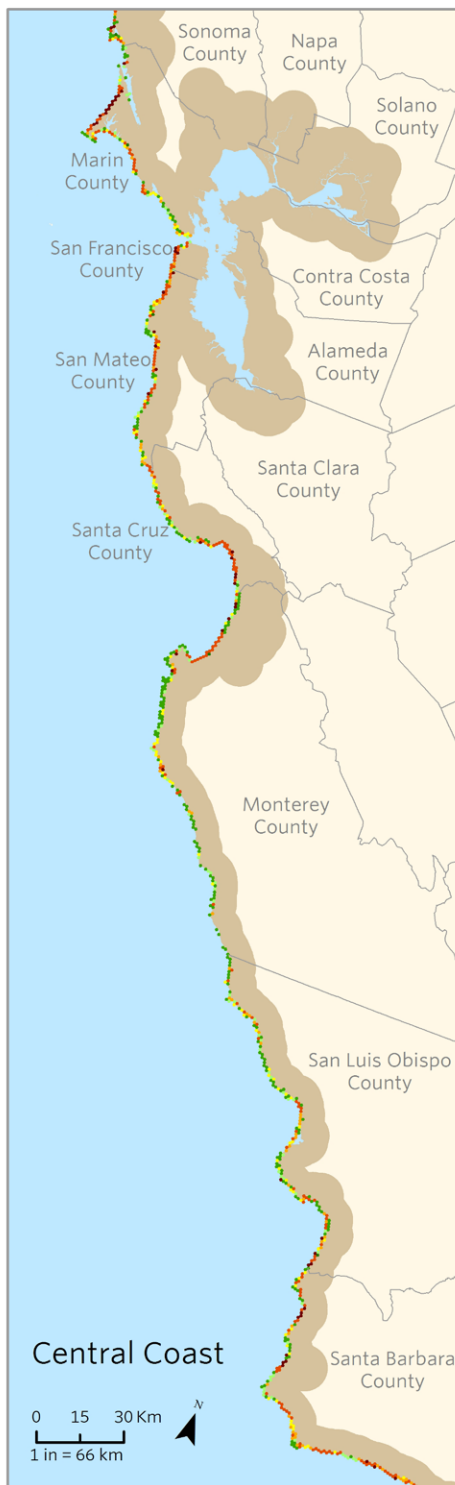 Sonoma
County
Napa
County
Solano
County
Marin
County
San Francisco
County
Contra Costa
County
San Mateo
County
Alameda
County
Santa Clara
County
Santa Cruz
County
Monterey
County
San Luis Obispo
County
Central Coast
Santa Barbara
County
N
0 15 30 Km
1 in = 66 km